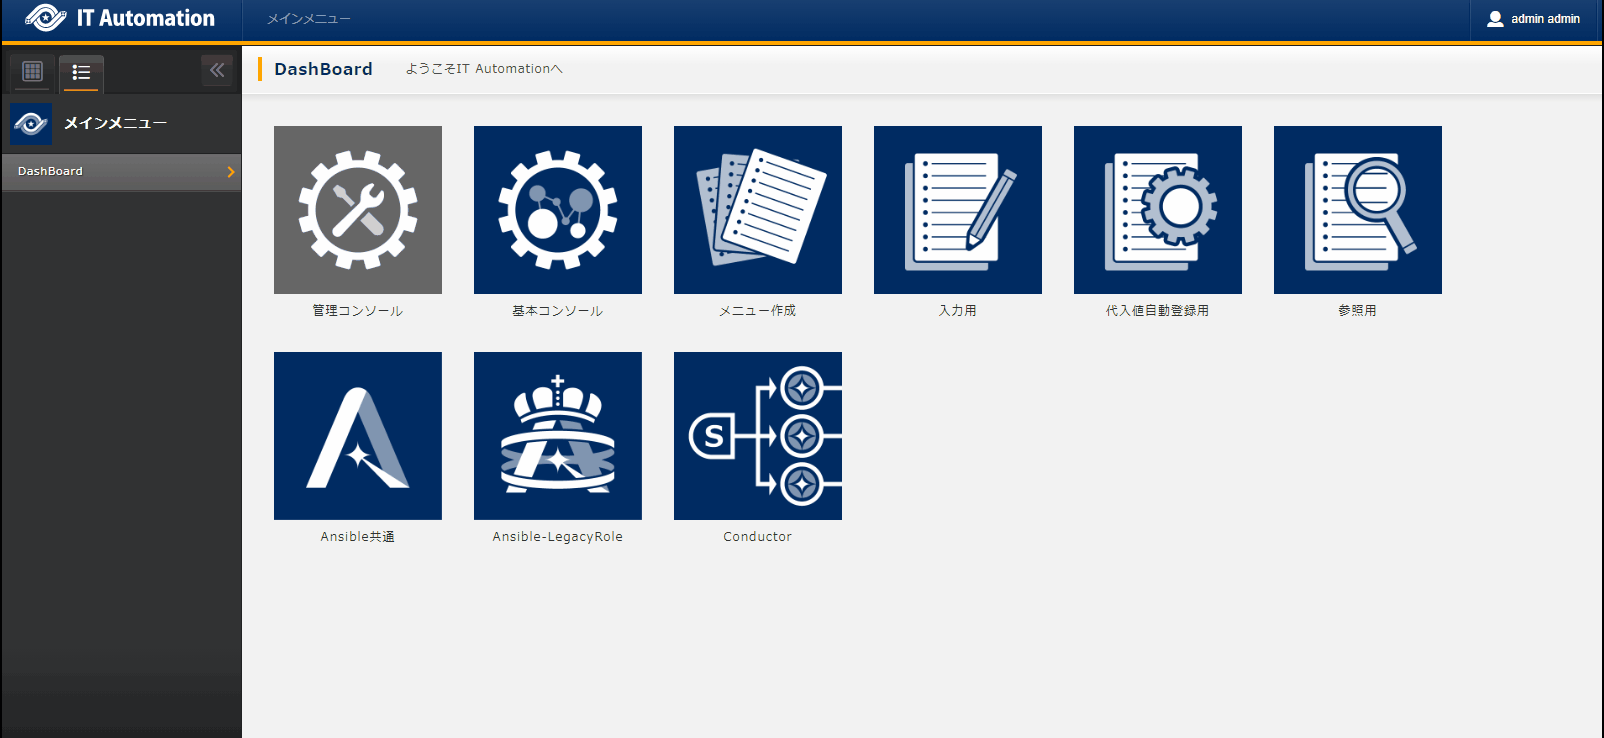 IT Automation
メインメニュー
admin admin
メインメニュー
DashBoard
DashBoard
ようこそIT Automationへ
管理コンソール
基本コンソール
メニュー作成
入力用
代入値自動登録用
参照用
S
Ansible共通
Ansible-LegacyRole
Conductor